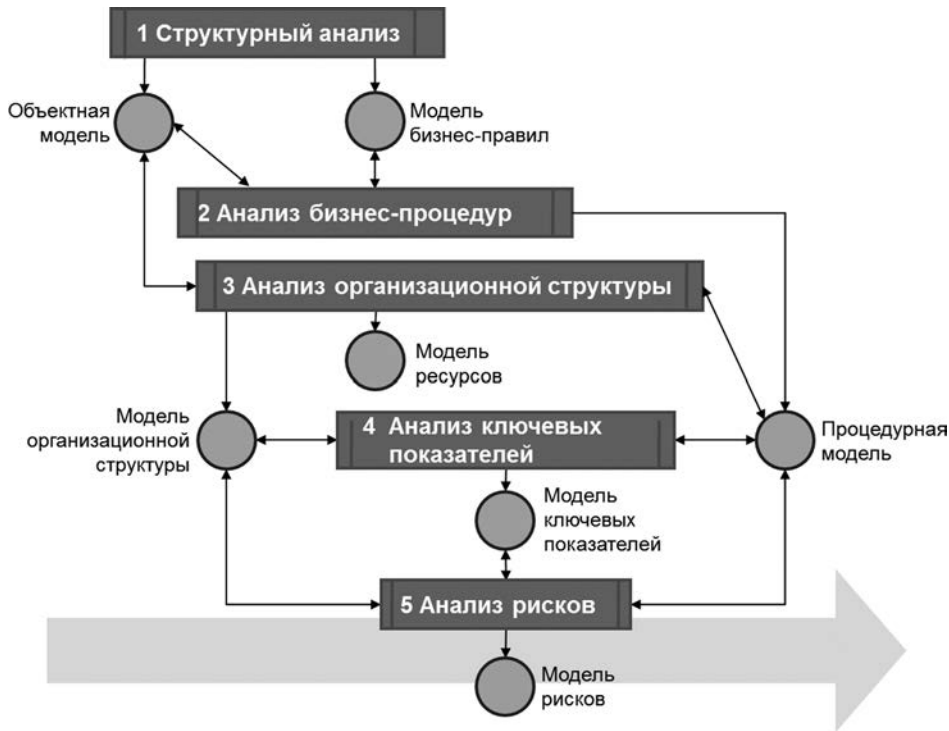 1 Структурный анализ
Объектная
модель
Модель
бизнес-правил
2 Анализ бизнес-процедур
3 Анализ организационной структуры
Модель
ресурсов
Модель
организационной
структуры
4 Анализ ключевых
показателей
Процедурная
модель
Модель
ключевых
показателей
5 Анализ рисков
Модель
рисков